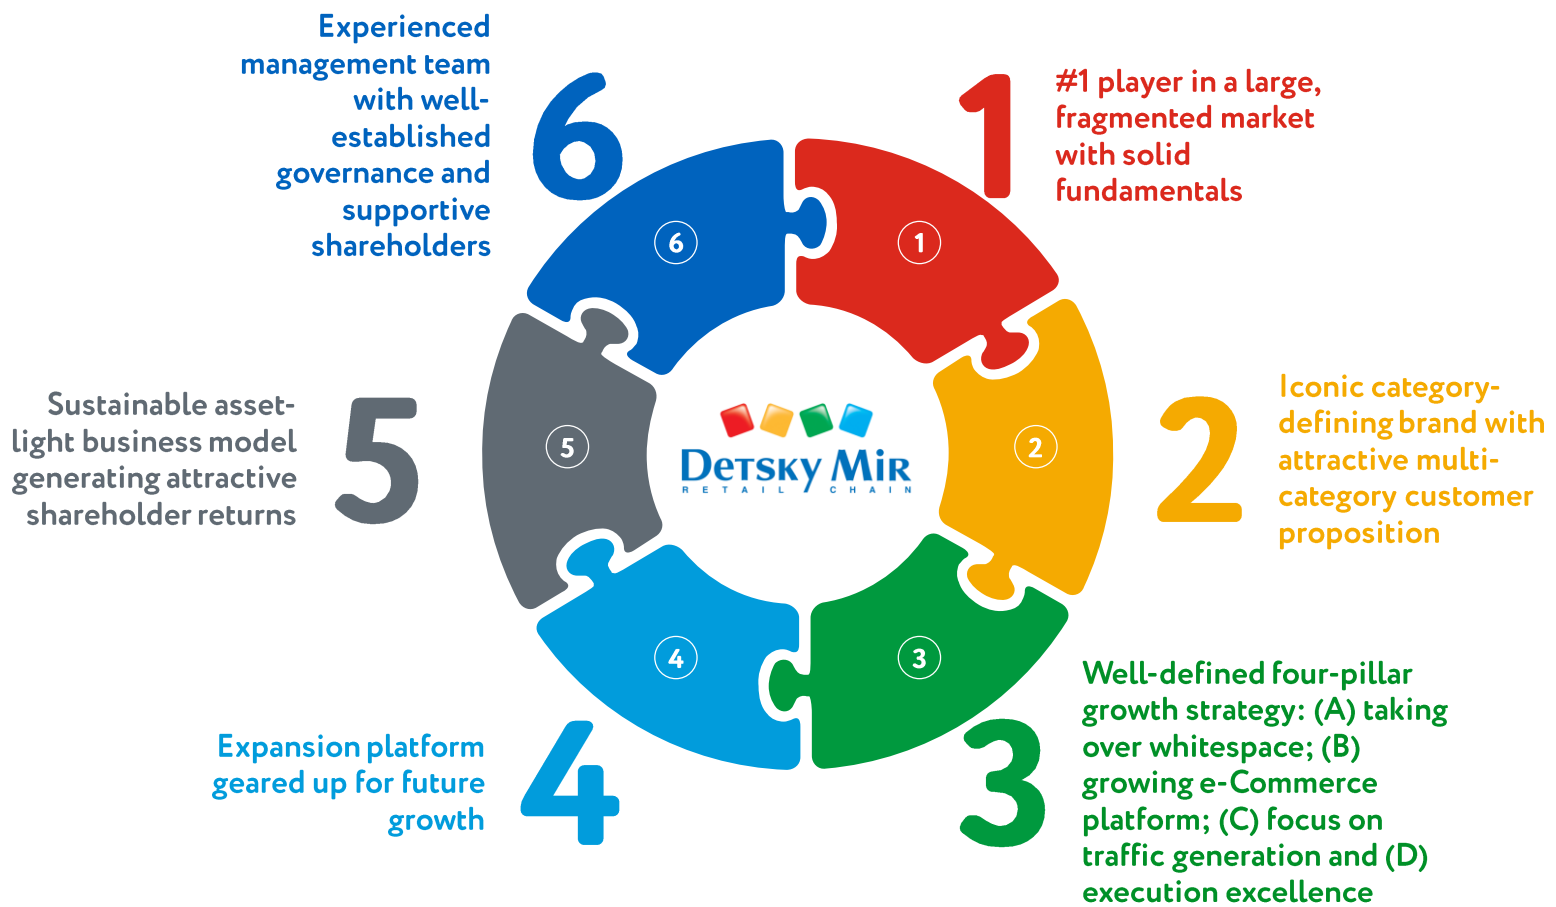 1
#1 player in a large,
fragmented market
with solid
fundamentals
2
Iconic category-
defining brand with
attractive multi-
category customer
proposition
3
Well-defined four-pillar
growth strategy: (A) taking
over whitespace; (B)
growing e-Commerce
platform; (C) focus on
traffic generation and (D)
execution excellence
4
Expansion platform
geared up for future
growth
5
Sustainable asset-
light business model
generating attractive
shareholder returns
6
Experienced
management team
with well-
established
governance and
supportive
shareholders
1
2
3
4
5
6
Detsky Mir
RETAIL CHAIN